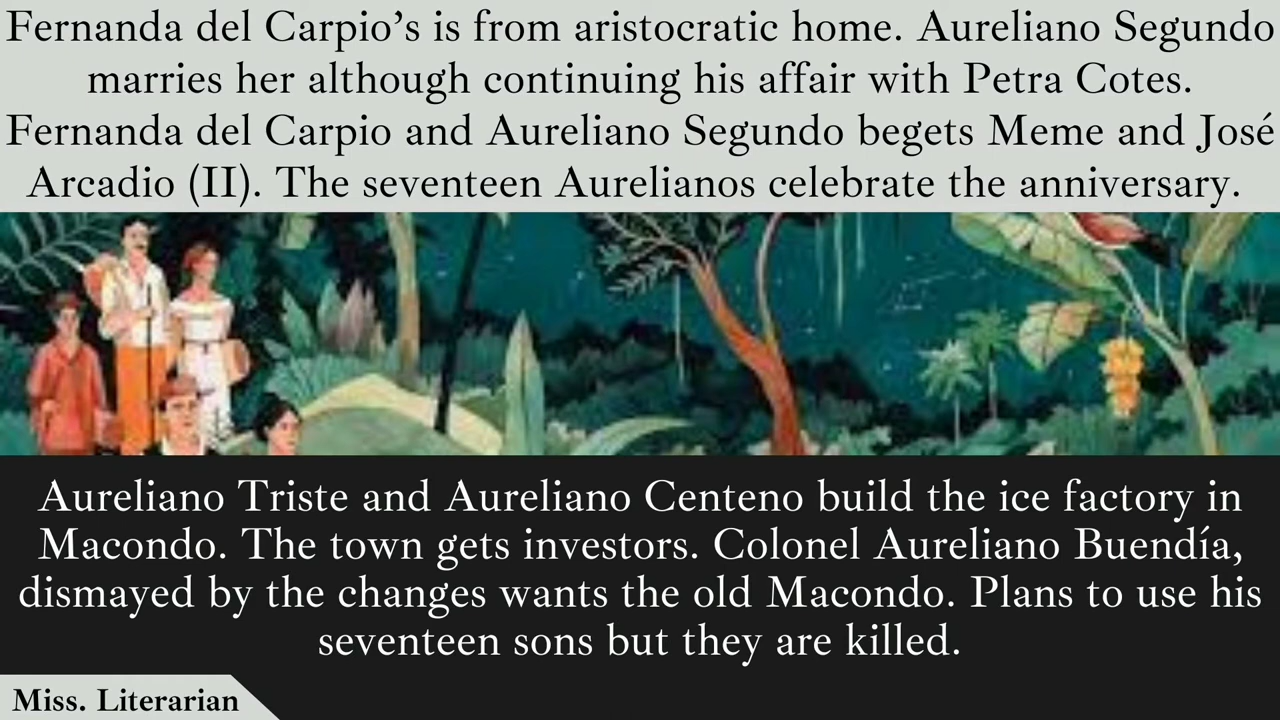 Fernanda del Carpio’s is from aristocratic home. Aureliano Segundo
marries her although continuing his affair with Petra Cotes.
Fernanda del Carpio and Aureliano Segundo begets Meme and José
Arcadio (II). The seventeen Aurelianos celebrate the anniversary.
Aureliano Triste and Aureliano Centeno build the ice factory in
Macondo. The town gets investors. Colonel Aureliano Buendía,
dismayed by the changes wants the old Macondo. Plans to use his
seventeen sons but they are killed.
Miss. Literarian